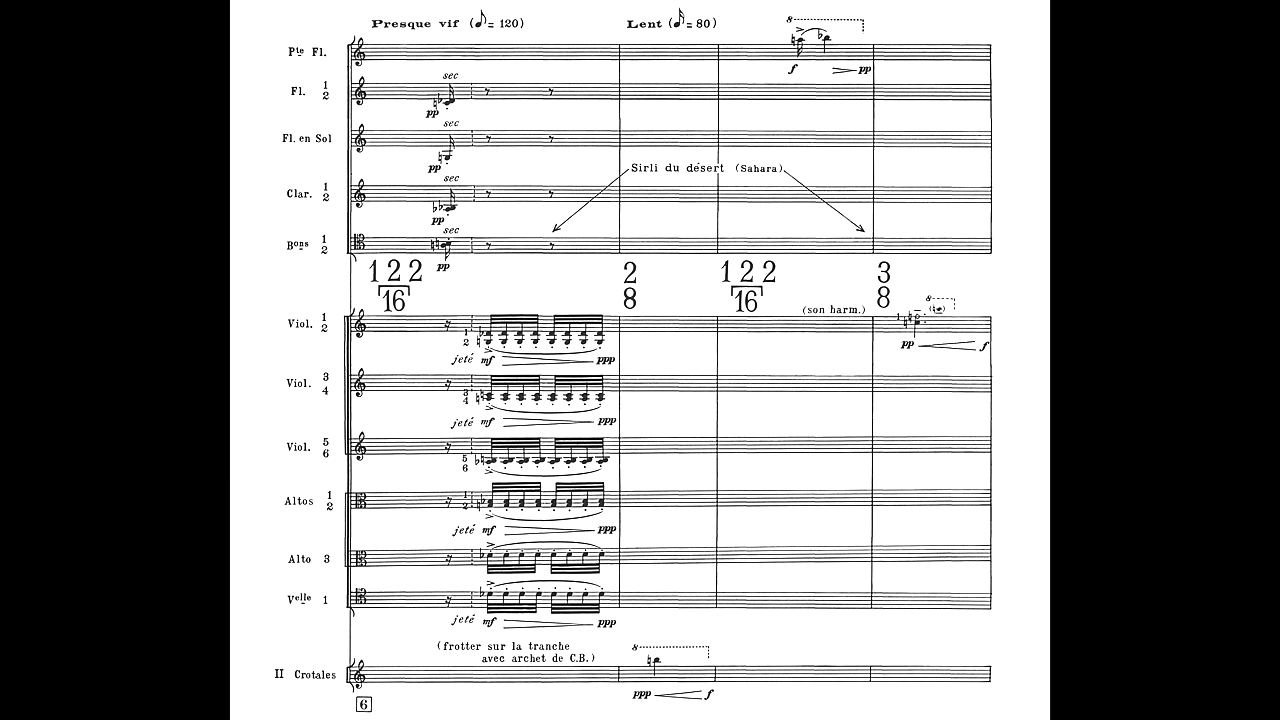 Presque vif (♪= 120) Lent (𝅘𝅥𝅯= 80)
8
Pte Fl.
f pp
sec
Fl. 1 2
pp
sec
Fl. en Sol
pp
Sirli du désert (Sahara)
sec
Clar. 1 2
pp
sec
Bons 1 2
pp
1 2 2 16 2 8 1 2 2 16 3 8
(son harm.) 8
Viol. 1 2 1 2
pp f
jeté mf ppp
Viol. 3 4 3 4
jeté mf ppp
Viol. 5 6 5 6
Altos 1 2 1 2
jeté mf ppp
Alto 3
Velle 1
jeté mf ppp
(frotter sur la tranche
avec archet de C.B.)
8
II Crotales
ppp f
6